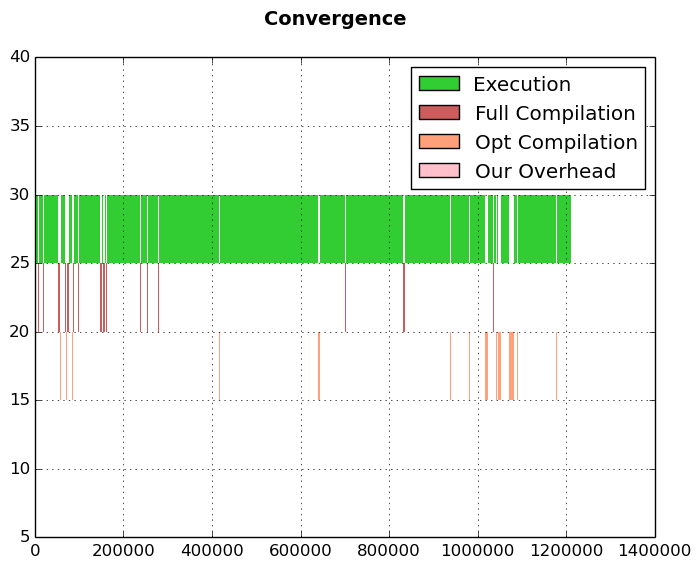 Convergence
40
35
30
25
20
15
10
5
Execution
Full Compilation
Opt Compilation
Our Overhead
0 200000 400000 600000 800000 1000000 1200000 1400000